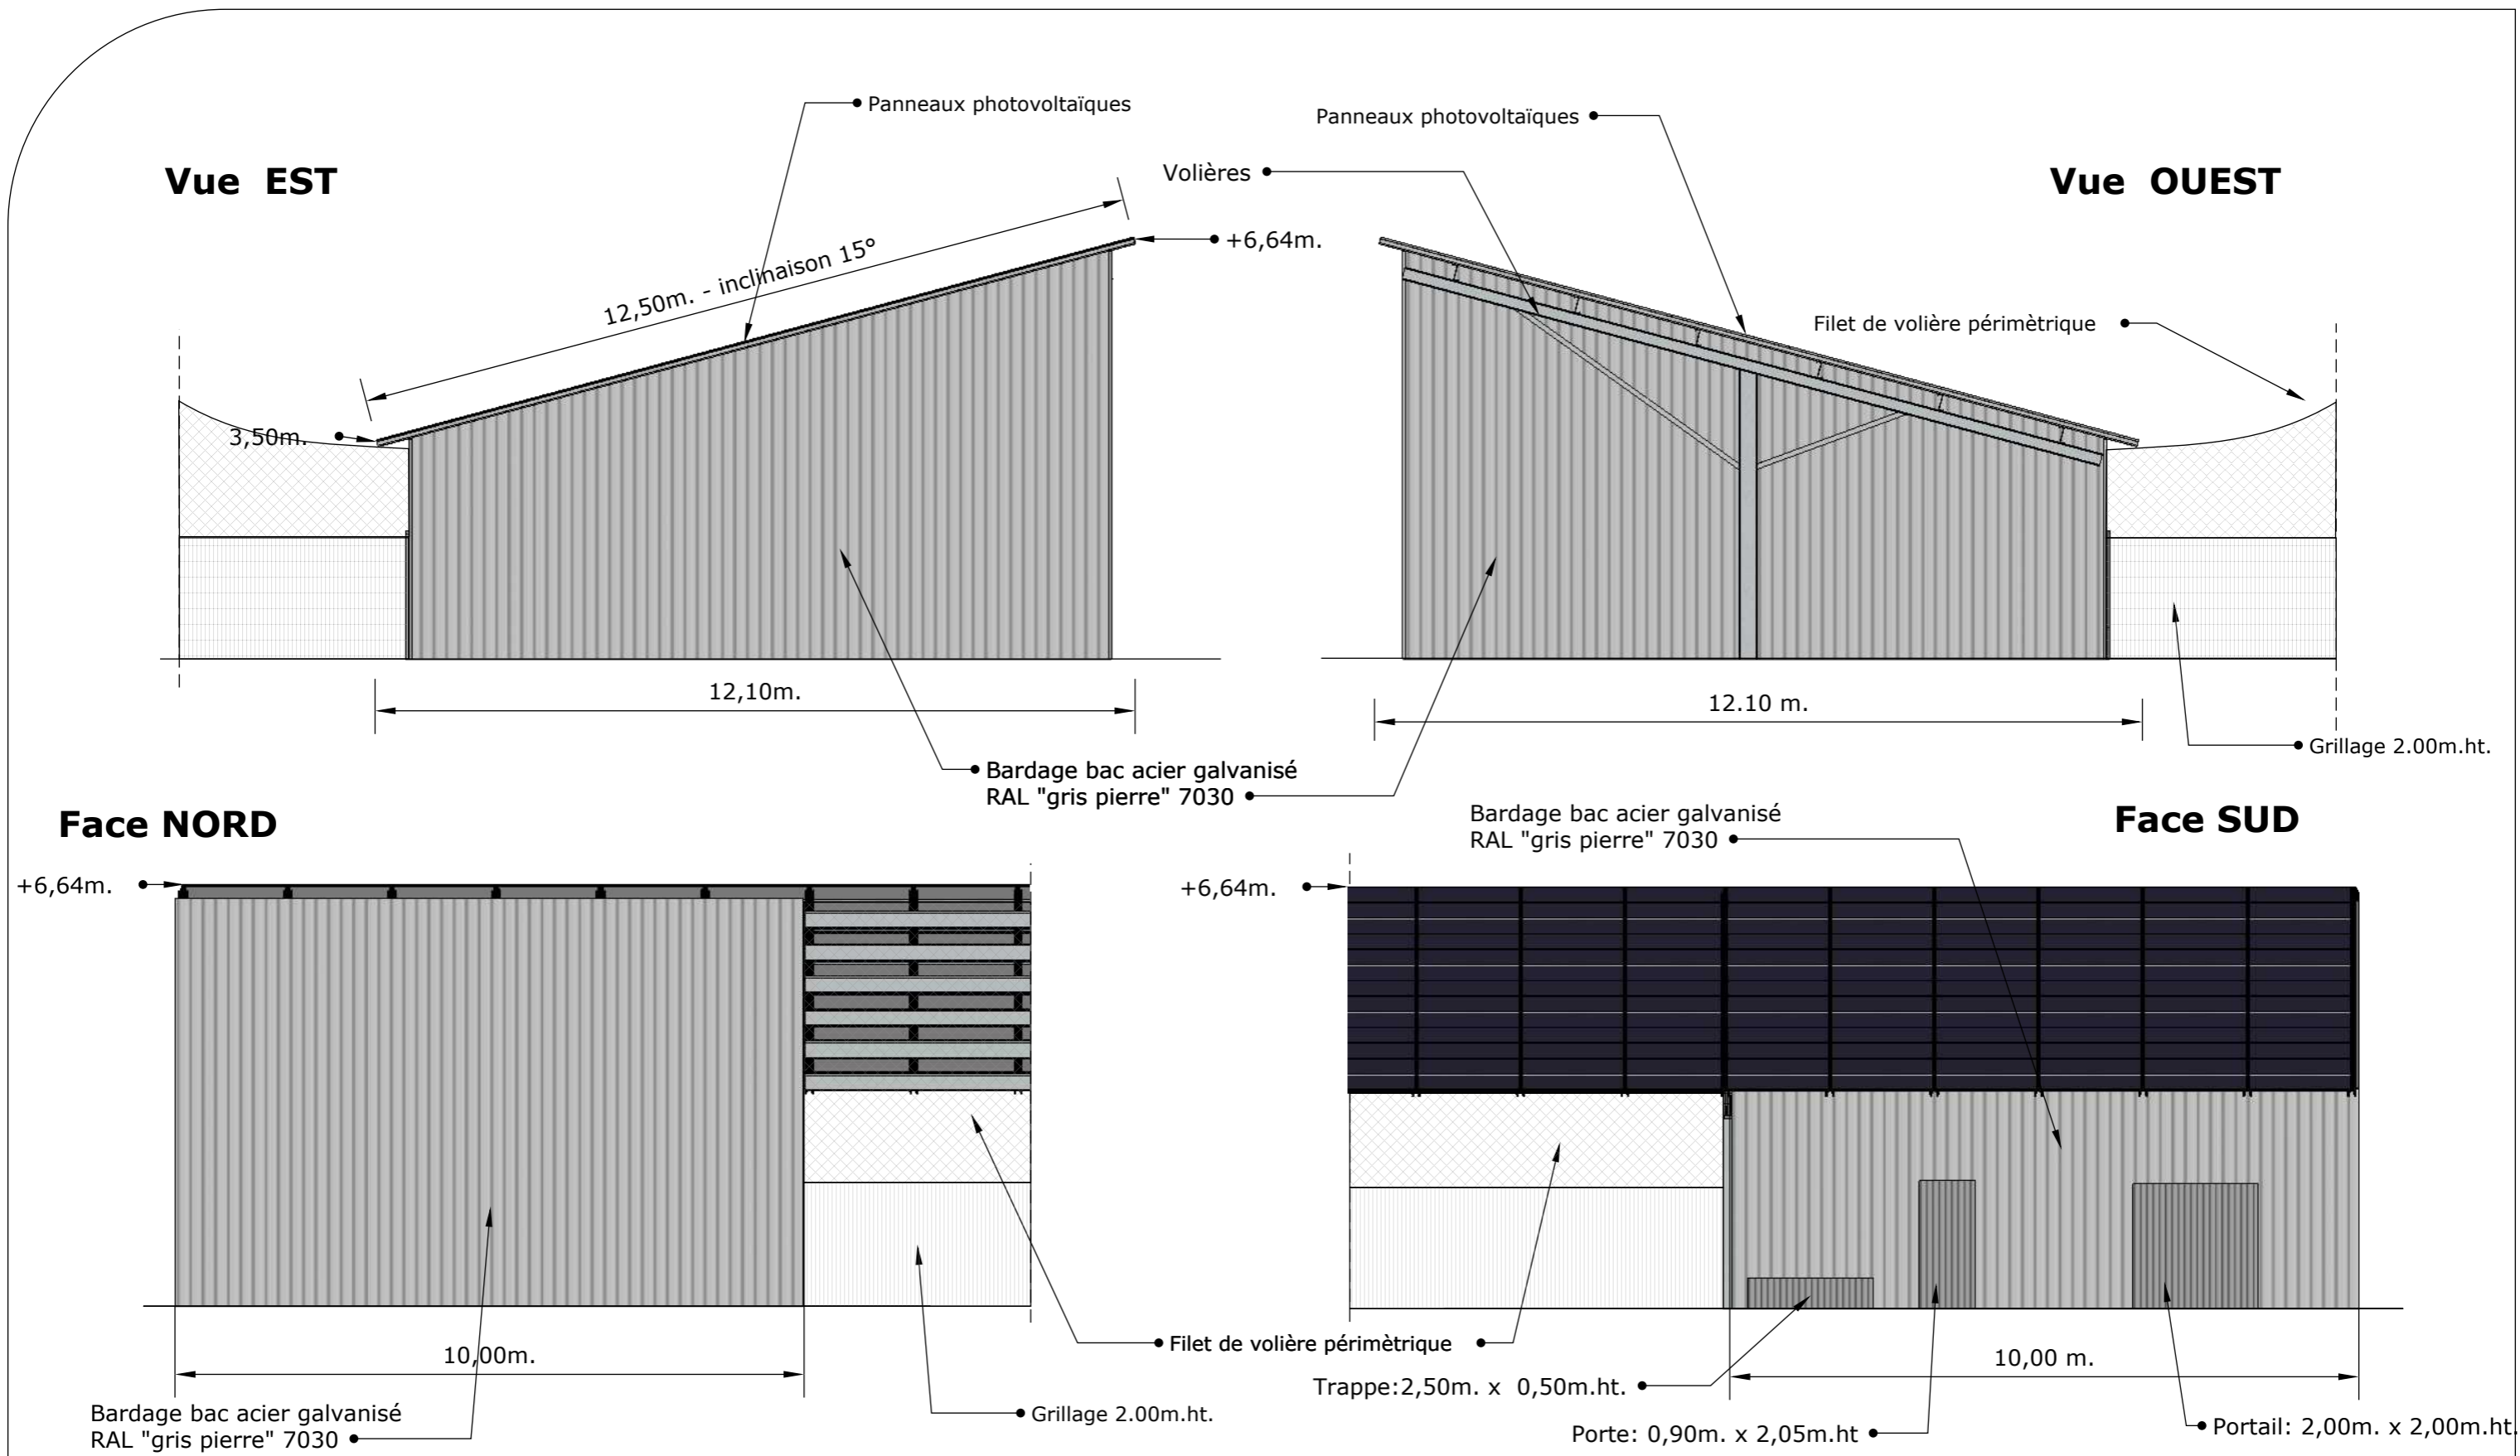 Panneaux photovoltaïques
Panneaux photovoltaïques
Vue EST
Volières
Vue OUEST
12,50m. - inclinaison 15°
+6,64m.
Filet de volière périmètrique
3,50m.
12,10m.
12.10 m.
Grillage 2.00m.ht.
Bardage bac acier galvanisé
RAL "gris pierre" 7030
Face NORD
Bardage bac acier galvanisé
RAL "gris pierre" 7030
Face SUD
+6,64m.
+6,64m.
Filet de volière périmètrique
10,00m.
10,00 m.
Trappe:2,50m. x 0,50m.ht.
Bardage bac acier galvanisé
RAL "gris pierre" 7030
Grillage 2.00m.ht.
Porte: 0,90m. x 2,05m.ht
Portail: 2,00m. x 2,00m.ht